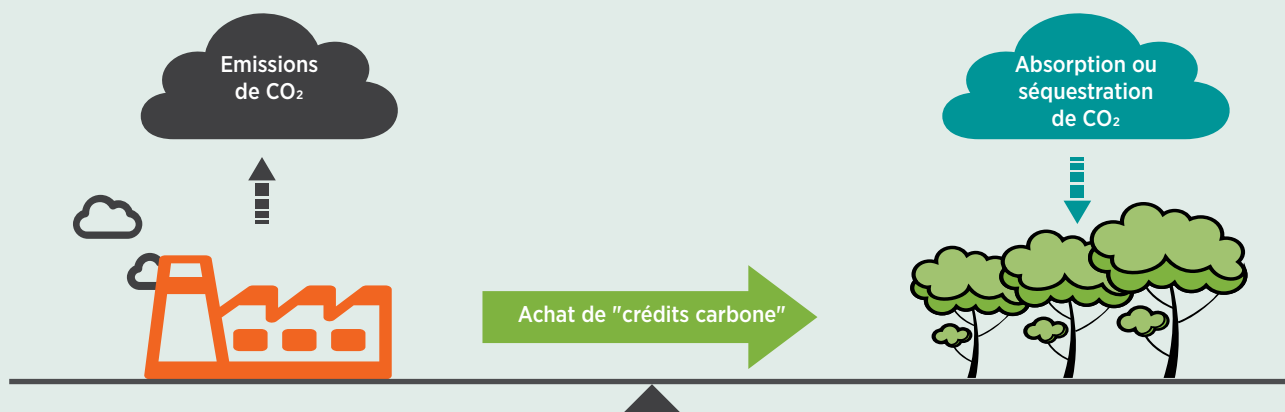 Emissions
de CO₂
Absorption ou
séquestration
de CO₂
Achat de "crédits carbone"